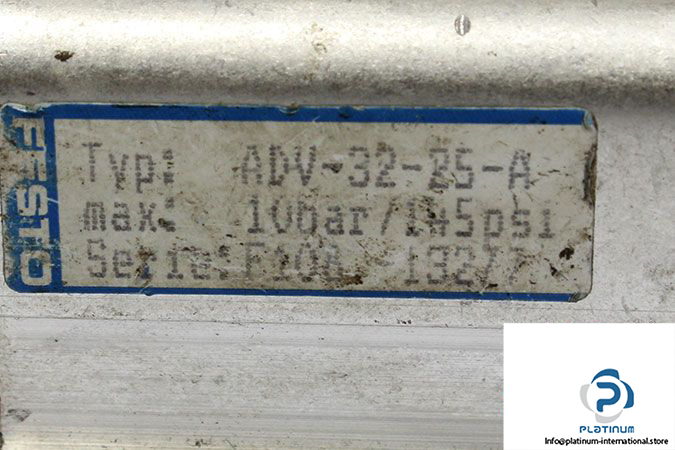 FESTO
Typ: ADV-32-25-A
max: 10bar/145psi
Serie:
PLATINUM
Info@platinum-international.store